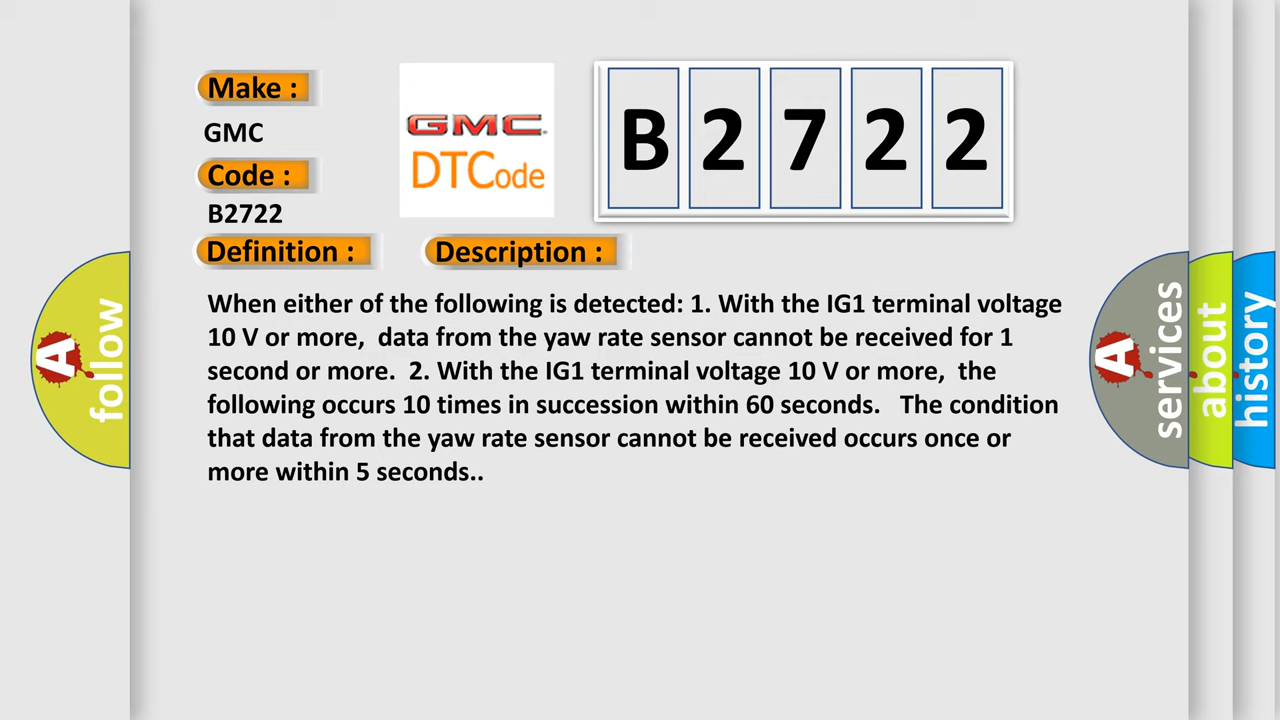 Make :
GMC
Code :
B2722
Definition :
Description :
GMC
DTCode
B 2 7 2 2
When either of the following is detected: 1. With the IG1 terminal voltage
10 V or more,  data from the yaw rate sensor cannot be received for 1
second or more.  2. With the IG1 terminal voltage 10 V or more,  the
following occurs 10 times in succession within 60 seconds.   The condition
that data from the yaw rate sensor cannot be received occurs once or
more within 5 seconds..
A follow
A services
about
history